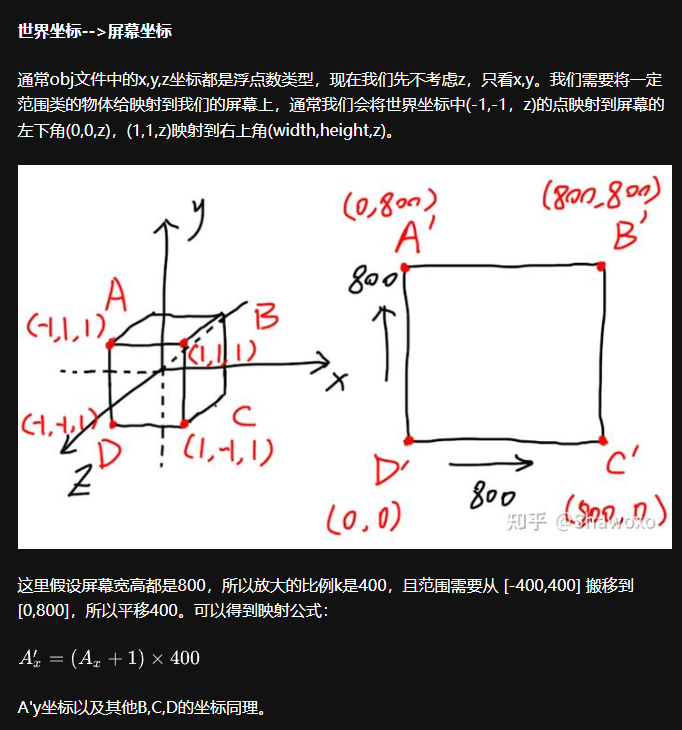 世界坐标-->屏幕坐标
通常obj文件中的x,y,z坐标都是浮点数类型，现在我们先不考虑z，只看x,y。我们需要将一定
范围类的物体给映射到我们的屏幕上，通常我们会将世界坐标中(-1,-1，z)的点映射到屏幕的
左下角(0,0,z)，(1,1,z)映射到右上角(width,height,z)。
y
A
(-1,1,1)
B
(1,1,1)
x
(-1,-1,1)
D
C
(1,-1,1)
Z
(0,800)
(800,800)
A'
B'
800
D'
C'
800
(0,0)
(800,0)
知乎 @3hawoxo
这里假设屏幕宽高都是800，所以放大的比例k是400，且范围需要从 [-400,400] 搬移到
[0,800]，所以平移400。可以得到映射公式：
A′ₓ = (Aₓ + 1) × 400
A'y坐标以及其他B,C,D的坐标同理。